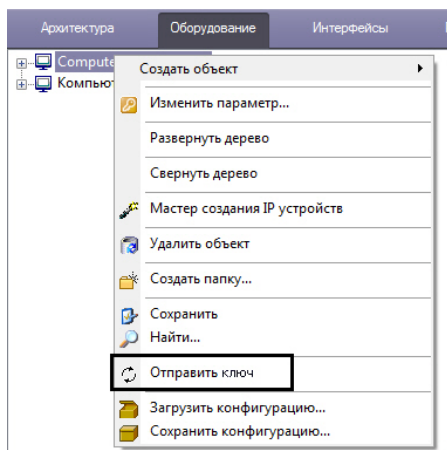 Архитектура Оборудование Интерфейсы
Compute
Компьют
Создать объект
Изменить параметр...
Развернуть дерево
Свернуть дерево
Мастер создания IP устройств
Удалить объект
Создать папку...
Сохранить
Найти...
Отправить ключ
Загрузить конфигурацию...
Сохранить конфигурацию...